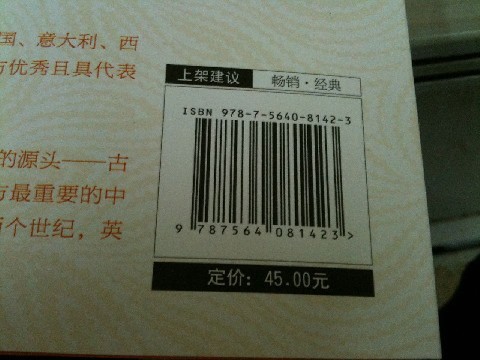 国、意大利、西
方优秀且具代表
的源头——古
方最重要的中
两个世纪，英
上架建议 畅销·经典
ISBN 978-7-5640-8142-3
9 787564 081423 >
定价：45.00元